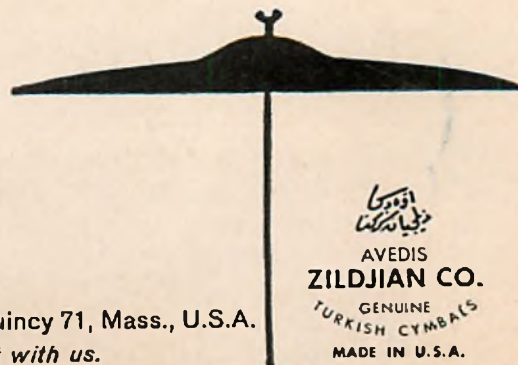 AVEDIS
ZILDJIAN CO.
GENUINE
TURKISH CYMBALS
MADE IN U.S.A.
uincy 71, Mass., U.S.A.
with us.